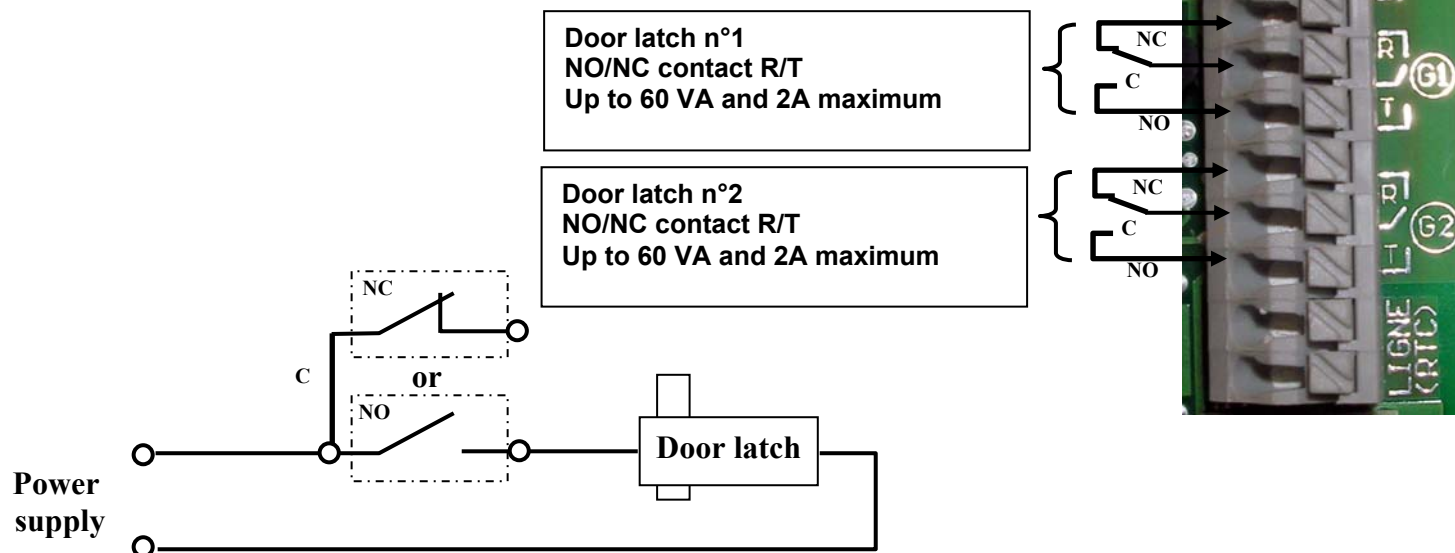 Door latch n°1
NO/NC contact R/T
Up to 60 VA and 2A maximum
NC
C
NO
R
T
G1
Door latch n°2
NO/NC contact R/T
Up to 60 VA and 2A maximum
NC
C
NO
R
T
G2
LIGNE
(RTC)
NC
C
or
NO
Door latch
Power
supply